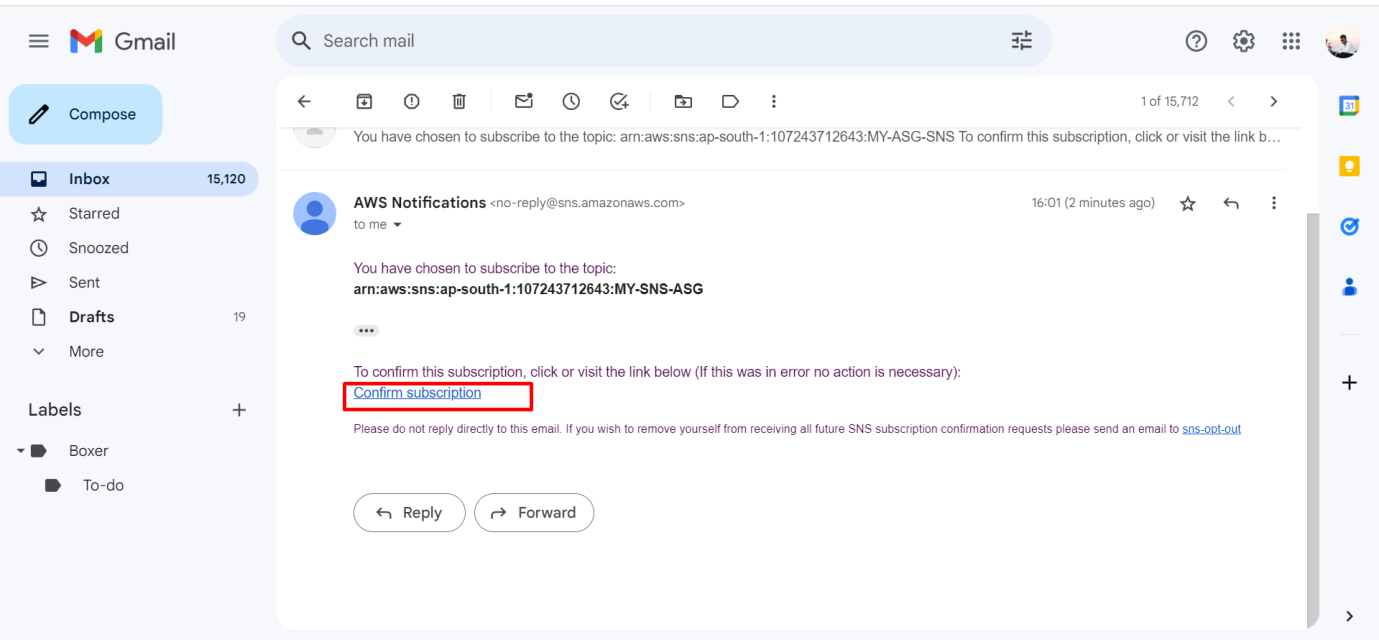 Gmail
Search mail
Compose
1 of 15,712
31
You have chosen to subscribe to the topic: arn:aws:sns:ap-south-1:107243712643:MY-ASG-SNS To confirm this subscription, click or visit the link b...
Inbox 15,120
Starred
Snoozed
Sent
Drafts 19
More
Labels
Boxer
To-do
AWS Notifications <no-reply@sns.amazonaws.com> 16:01 (2 minutes ago)
to me
You have chosen to subscribe to the topic:
arn:aws:sns:ap-south-1:107243712643:MY-SNS-ASG
To confirm this subscription, click or visit the link below (If this was in error no action is necessary):
Confirm subscription
Please do not reply directly to this email. If you wish to remove yourself from receiving all future SNS subscription confirmation requests please send an email to sns-opt-out
Reply Forward